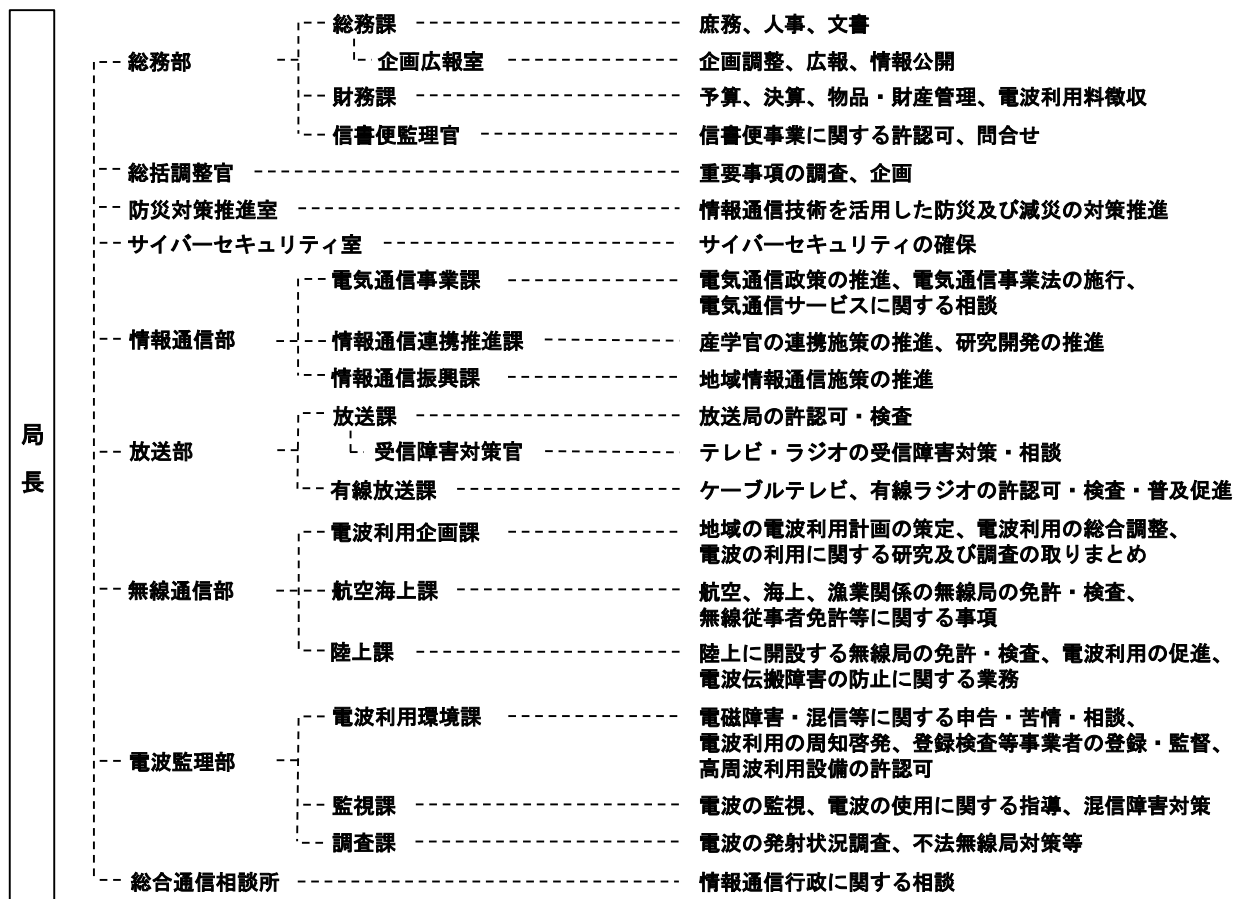 局長
総務部
総務課
庶務、人事、文書
企画広報室
企画調整、広報、情報公開
財務課
予算、決算、物品・財産管理、電波利用料徴収
信書便監理官
信書便事業に関する許認可、問合せ
総括調整官
重要事項の調査、企画
防災対策推進室
情報通信技術を活用した防災及び減災の対策推進
サイバーセキュリティ室
サイバーセキュリティの確保
情報通信部
電気通信事業課
電気通信政策の推進、電気通信事業法の施行、
電気通信サービスに関する相談
情報通信連携推進課
産学官の連携施策の推進、研究開発の推進
情報通信振興課
地域情報通信施策の推進
放送部
放送課
放送局の許認可・検査
受信障害対策官
テレビ・ラジオの受信障害対策・相談
有線放送課
ケーブルテレビ、有線ラジオの許認可・検査・普及促進
無線通信部
電波利用企画課
地域の電波利用計画の策定、電波利用の総合調整、
電波の利用に関する研究及び調査の取りまとめ
航空海上課
航空、海上、漁業関係の無線局の免許・検査、
無線従事者免許等に関する事項
陸上課
陸上に開設する無線局の免許・検査、電波利用の促進、
電波伝搬障害の防止に関する業務
電波監理部
電波利用環境課
電磁障害・混信等に関する申告・苦情・相談、
電波利用の周知啓発、登録検査等事業者の登録・監督、
高周波利用設備の許認可
監視課
電波の監視、電波の使用に関する指導、混信障害対策
調査課
電波の発射状況調査、不法無線局対策等
総合通信相談所
情報通信行政に関する相談